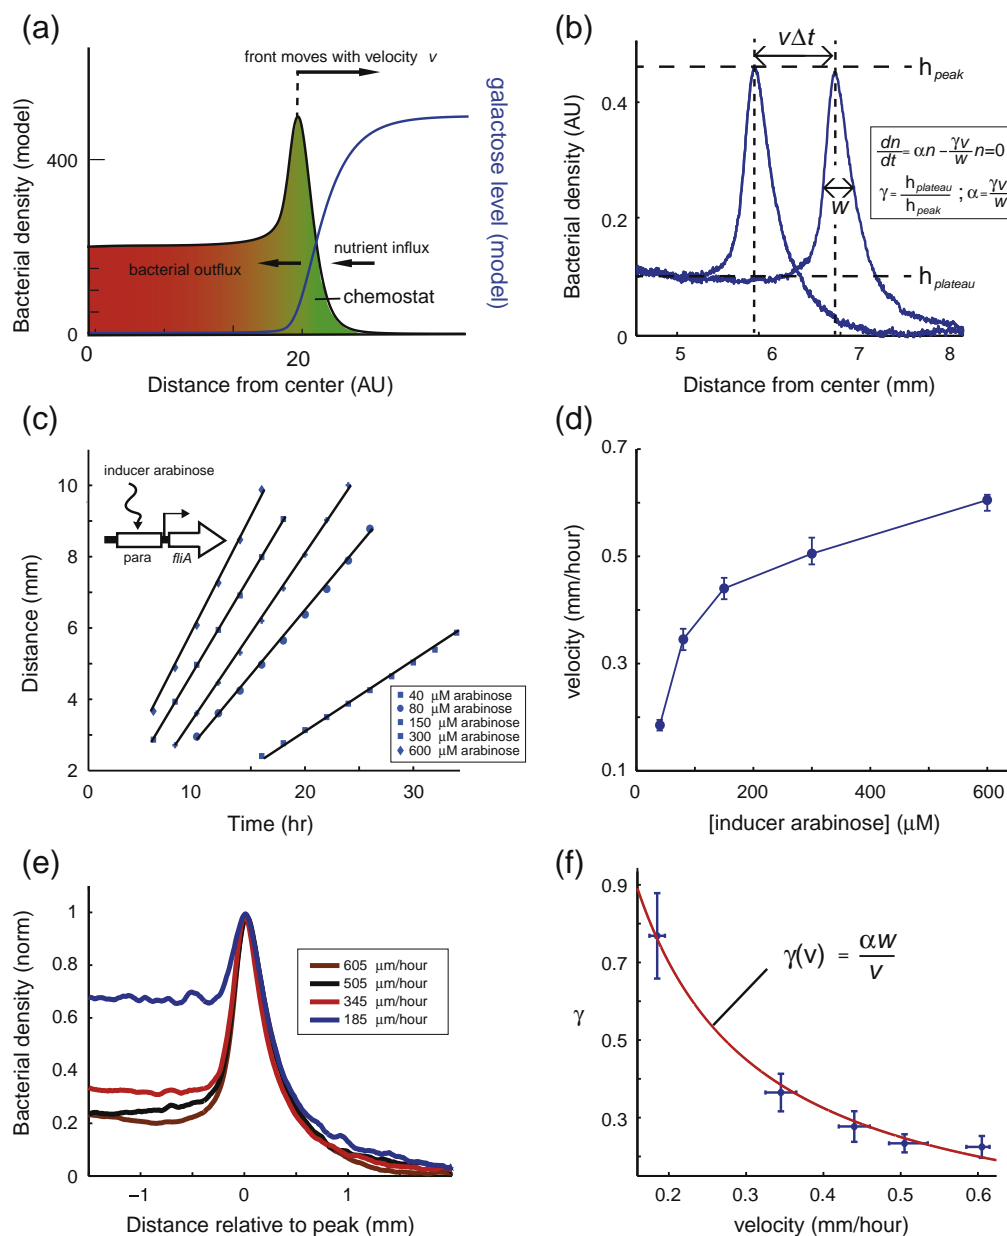 (a)
front moves with velocity v
Bacterial density (model)
galactose level (model)
400
0
bacterial outflux
nutrient influx
chemostat
0
20
Distance from center (AU)
(b)
vΔt
h_peak
Bacterial density (AU)
0.4
0.2
0
w
h_plateau
dn/dt = αn - γv/w n=0
γ = h_plateau/h_peak ; α = γv/w
5 6 7 8
Distance from center (mm)
(c)
inducer arabinose
para
fliA
Distance (mm)
10
8
6
4
2
40 μM arabinose
80 μM arabinose
150 μM arabinose
300 μM arabinose
600 μM arabinose
0 10 20 30
Time (hr)
(d)
velocity (mm/hour)
0.7
0.5
0.3
0.1
0 200 400 600
[inducer arabinose] (μM)
(e)
Bacterial density (norm)
1
0.8
0.6
0.4
0.2
0
605 μm/hour
505 μm/hour
345 μm/hour
185 μm/hour
–1 0 1
Distance relative to peak (mm)
(f)
γ
0.9
0.7
0.5
0.3
γ(v) = αw/v
0.2 0.3 0.4 0.5 0.6
velocity (mm/hour)